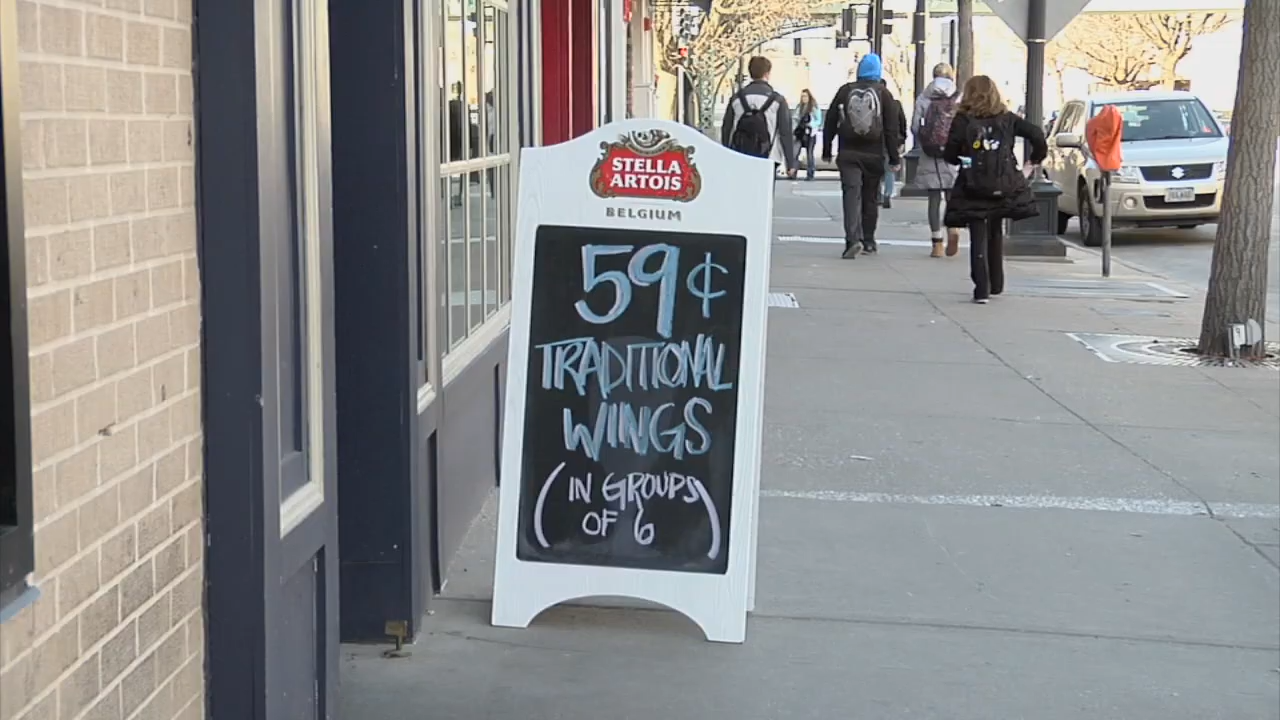 STELLA
ARTOIS
BELGIUM
59¢
TRADITIONAL
WINGS
(IN GROUPS
OF 6)